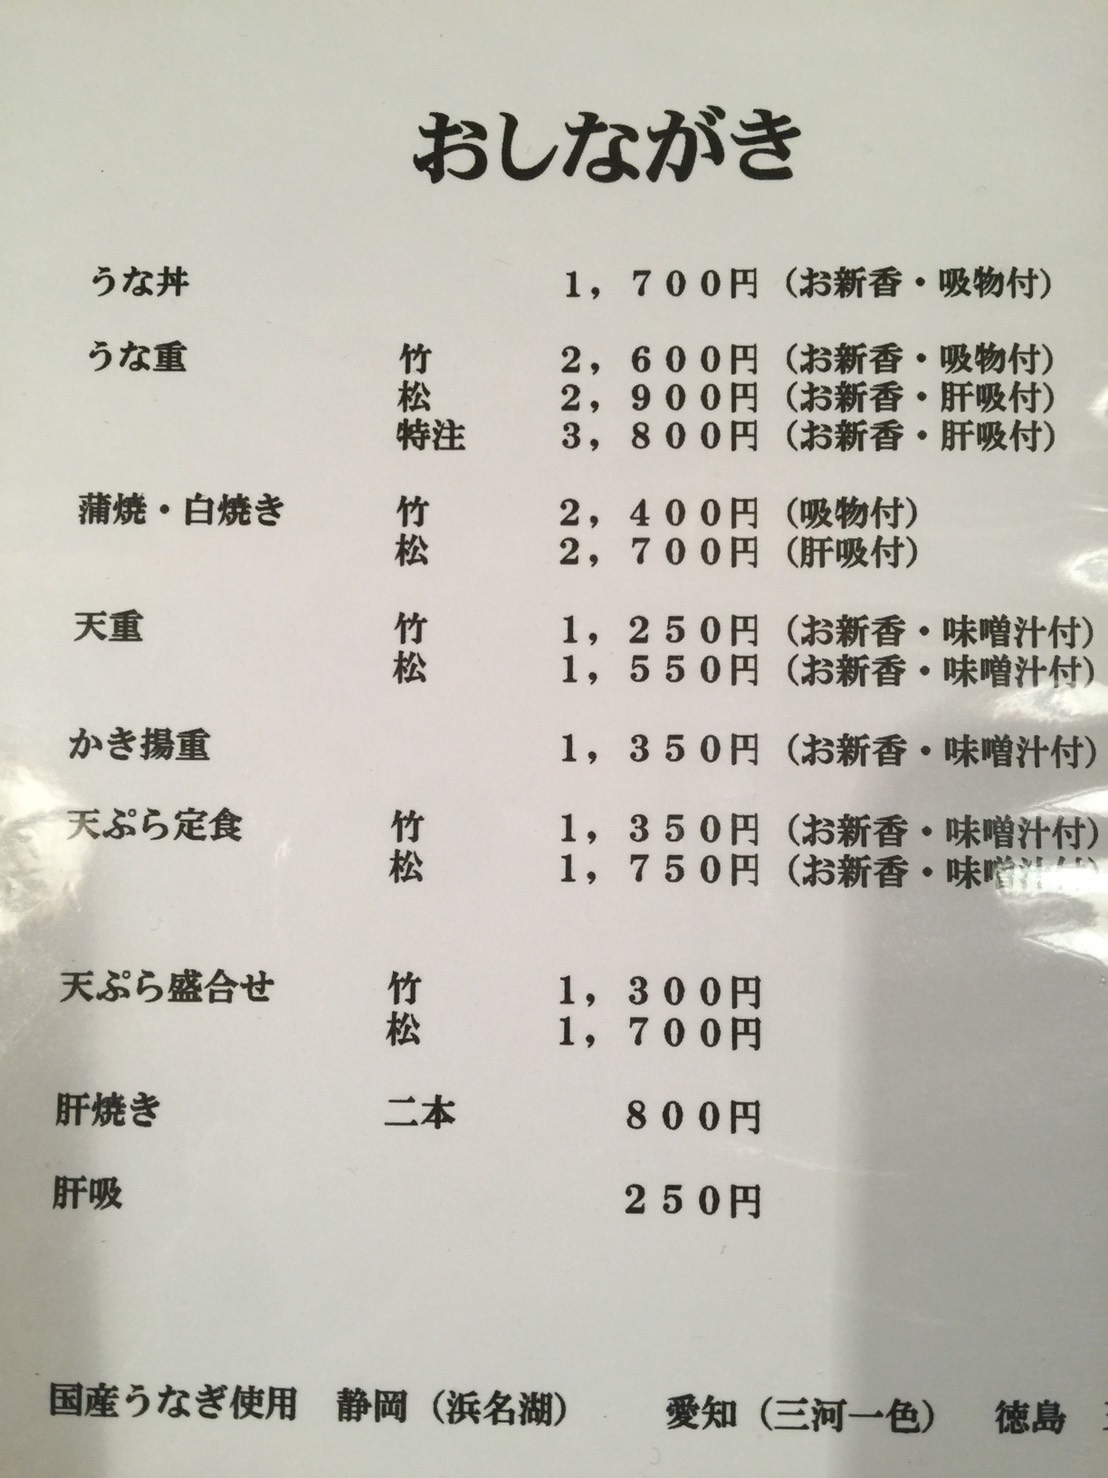 おしながき
うな丼 1,700円 (お新香・吸物付)
うな重 竹 2,600円 (お新香・吸物付)
松 2,900円 (お新香・肝吸付)
特注 3,800円 (お新香・肝吸付)
蒲焼・白焼き 竹 2,400円 (吸物付)
松 2,700円 (肝吸付)
天重 竹 1,250円 (お新香・味噌汁付)
松 1,550円 (お新香・味噌汁付)
かき揚重 1,350円 (お新香・味噌汁付)
天ぷら定食 竹 1,350円 (お新香・味噌汁付)
松 1,750円 (お新香・味噌汁付)
天ぷら盛合せ 竹 1,300円
松 1,700円
肝焼き 二本 800円
肝吸 250円
国産うなぎ使用 静岡(浜名湖) 愛知(三河一色) 徳島